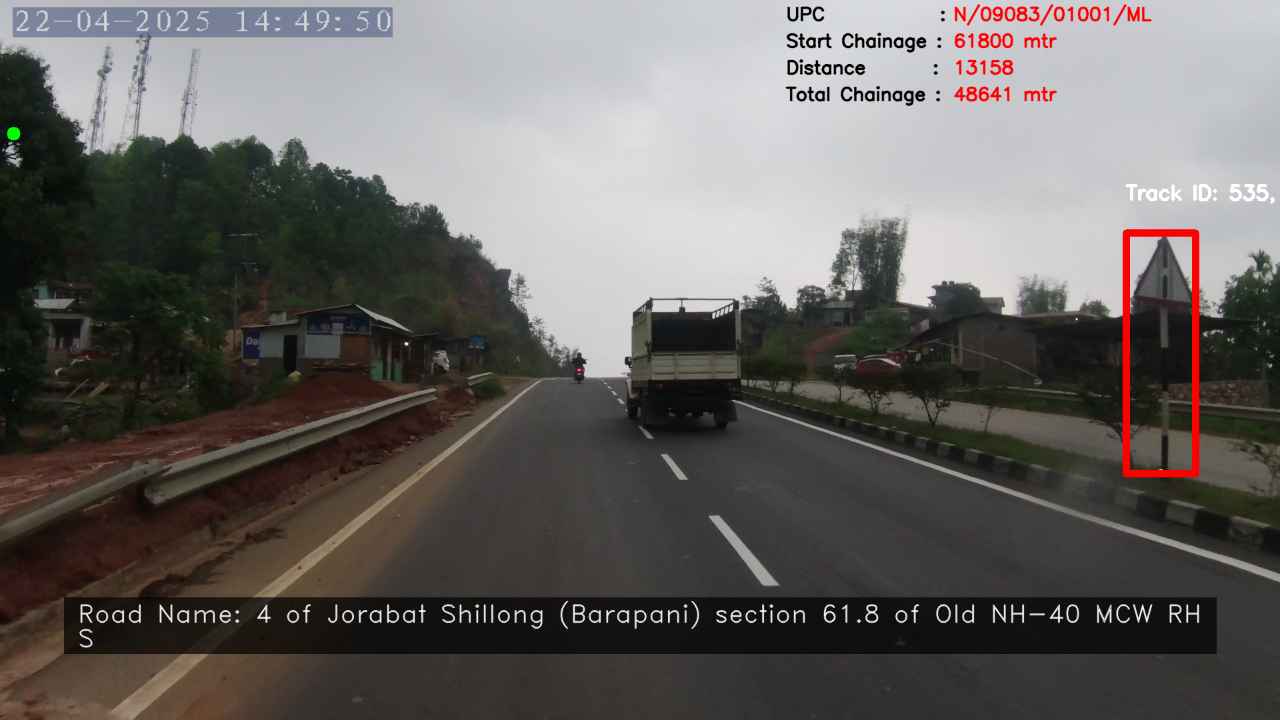 22-04-2025 14:49:50
UPC : N/09083/01001/ML
Start Chainage : 61800 mtr
Distance : 13158
Total Chainage : 48641 mtr
Track ID: 535,
Do
Road Name: 4 of Jorabat Shillong (Barapani) section 61.8 of Old NH-40 MCW RH
S